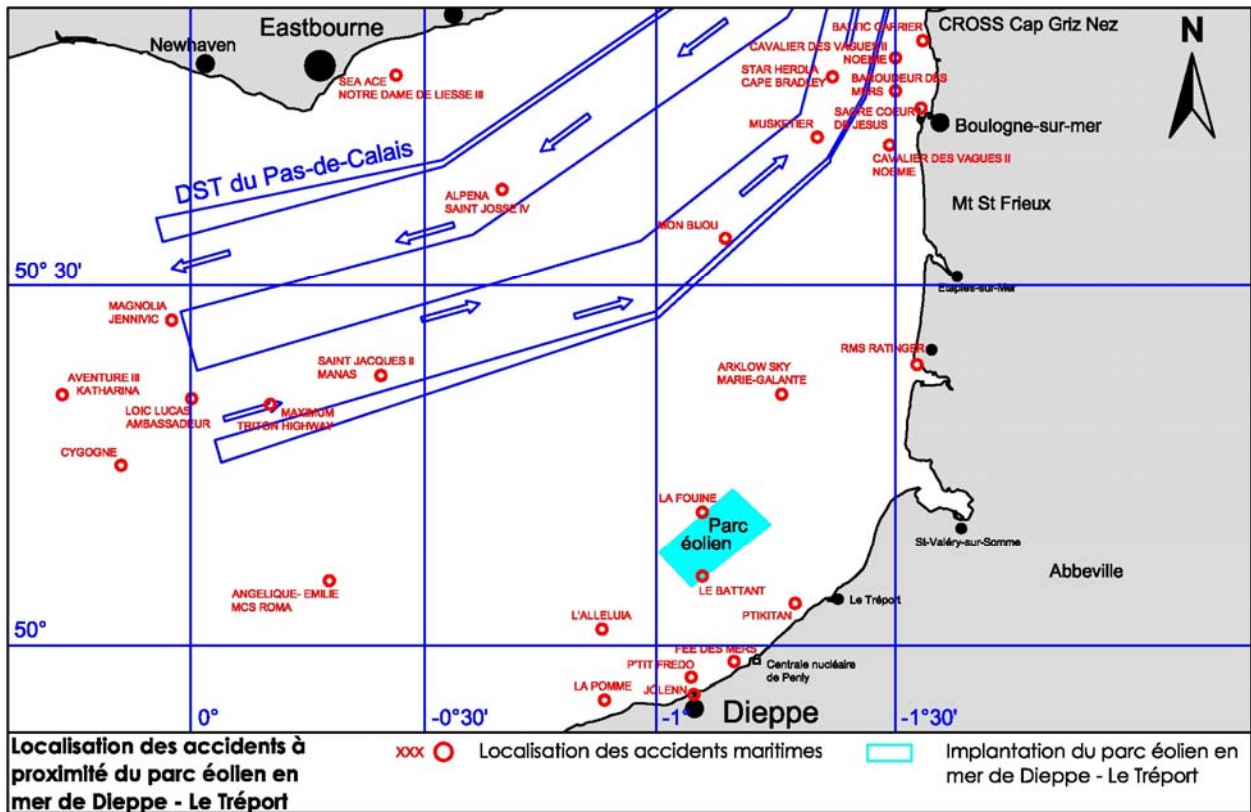 BALTIC CARRIER
CROSS Cap Griz Nez
Eastbourne
Newhaven
CAVALIER DES VAGUES II
NOEMIE
N
SEA ACE
NOTRE DAME DE LIESSE III
STAR HERDLA
CAPE BRADLEY
BAROUDEUR DES
MERS
SACRE COEUR
DE JESUS
Boulogne-sur-mer
MUSKETIER
CAVALIER DES VAGUES II
NOEMIE
DST du Pas-de-Calais
ALPENA
SAINT JOSSE IV
Mt St Frieux
MON BIJOU
50° 30'
Etaples-sur-Mer
MAGNOLIA
JENNIVIC
RMS RATINGER
SAINT JACQUES II
MANAS
ARKLOW SKY
MARIE-GALANTE
AVENTURE III
KATHARINA
LOIC LUCAS
AMBASSADEUR
MAXIMUM
TRITON HIGHWAY
CYGOGNE
LA FOUINE
Parc
éolien
St-Valéry-sur-Somme
Abbeville
ANGELIQUE- EMILIE
MCS ROMA
LE BATTANT
Le Tréport
PTIKITAN
L'ALLELUIA
50°
FEE DES MERS
Centrale nucléaire
de Penly
P'TIT FREDO
LA POMME
JOLENN
Dieppe
0°
-0°30'
-1°
-1°30'
Localisation des accidents à
proximité du parc éolien en
mer de Dieppe - Le Tréport
xxx Localisation des accidents maritimes
Implantation du parc éolien en
mer de Dieppe - Le Tréport